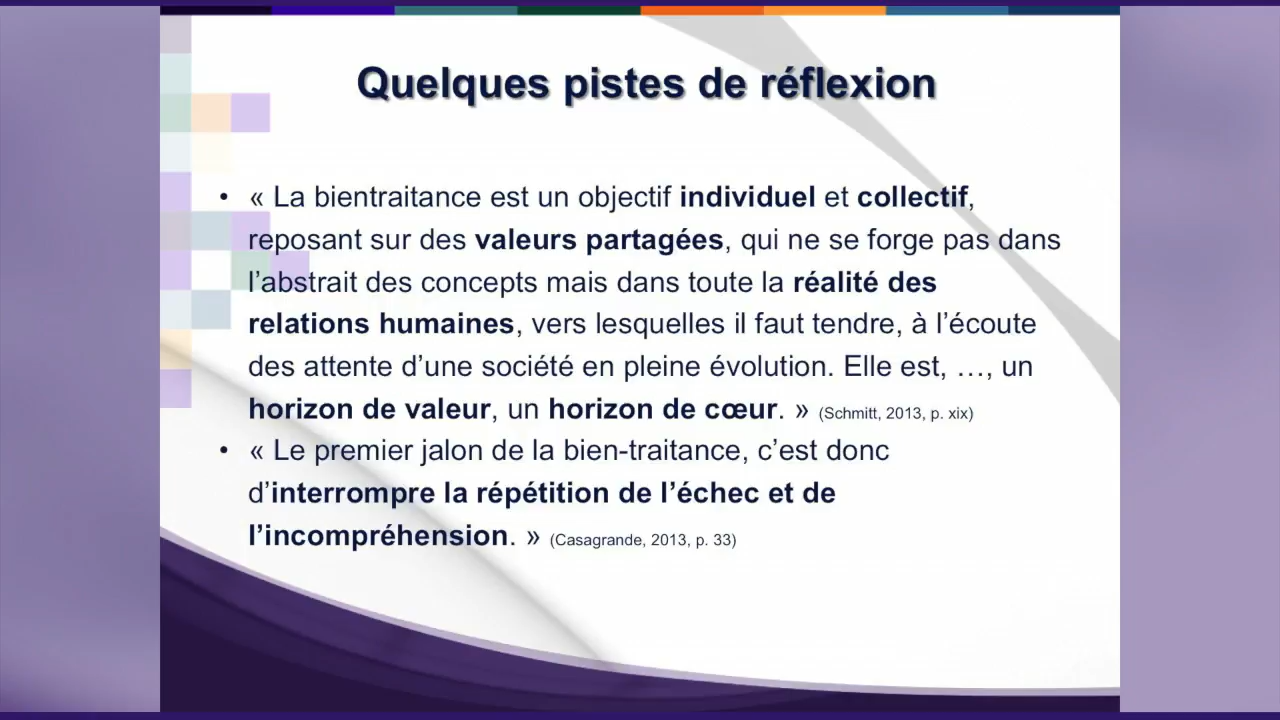 Quelques pistes de réflexion
• « La bientraitance est un objectif individuel et collectif,
reposant sur des valeurs partagées, qui ne se forge pas dans
l’abstrait des concepts mais dans toute la réalité des
relations humaines, vers lesquelles il faut tendre, à l’écoute
des attente d’une société en pleine évolution. Elle est, …, un
horizon de valeur, un horizon de cœur. » (Schmitt, 2013, p. xix)
• « Le premier jalon de la bien-traitance, c’est donc
d’interrompre la répétition de l’échec et de
l’incompréhension. » (Casagrande, 2013, p. 33)